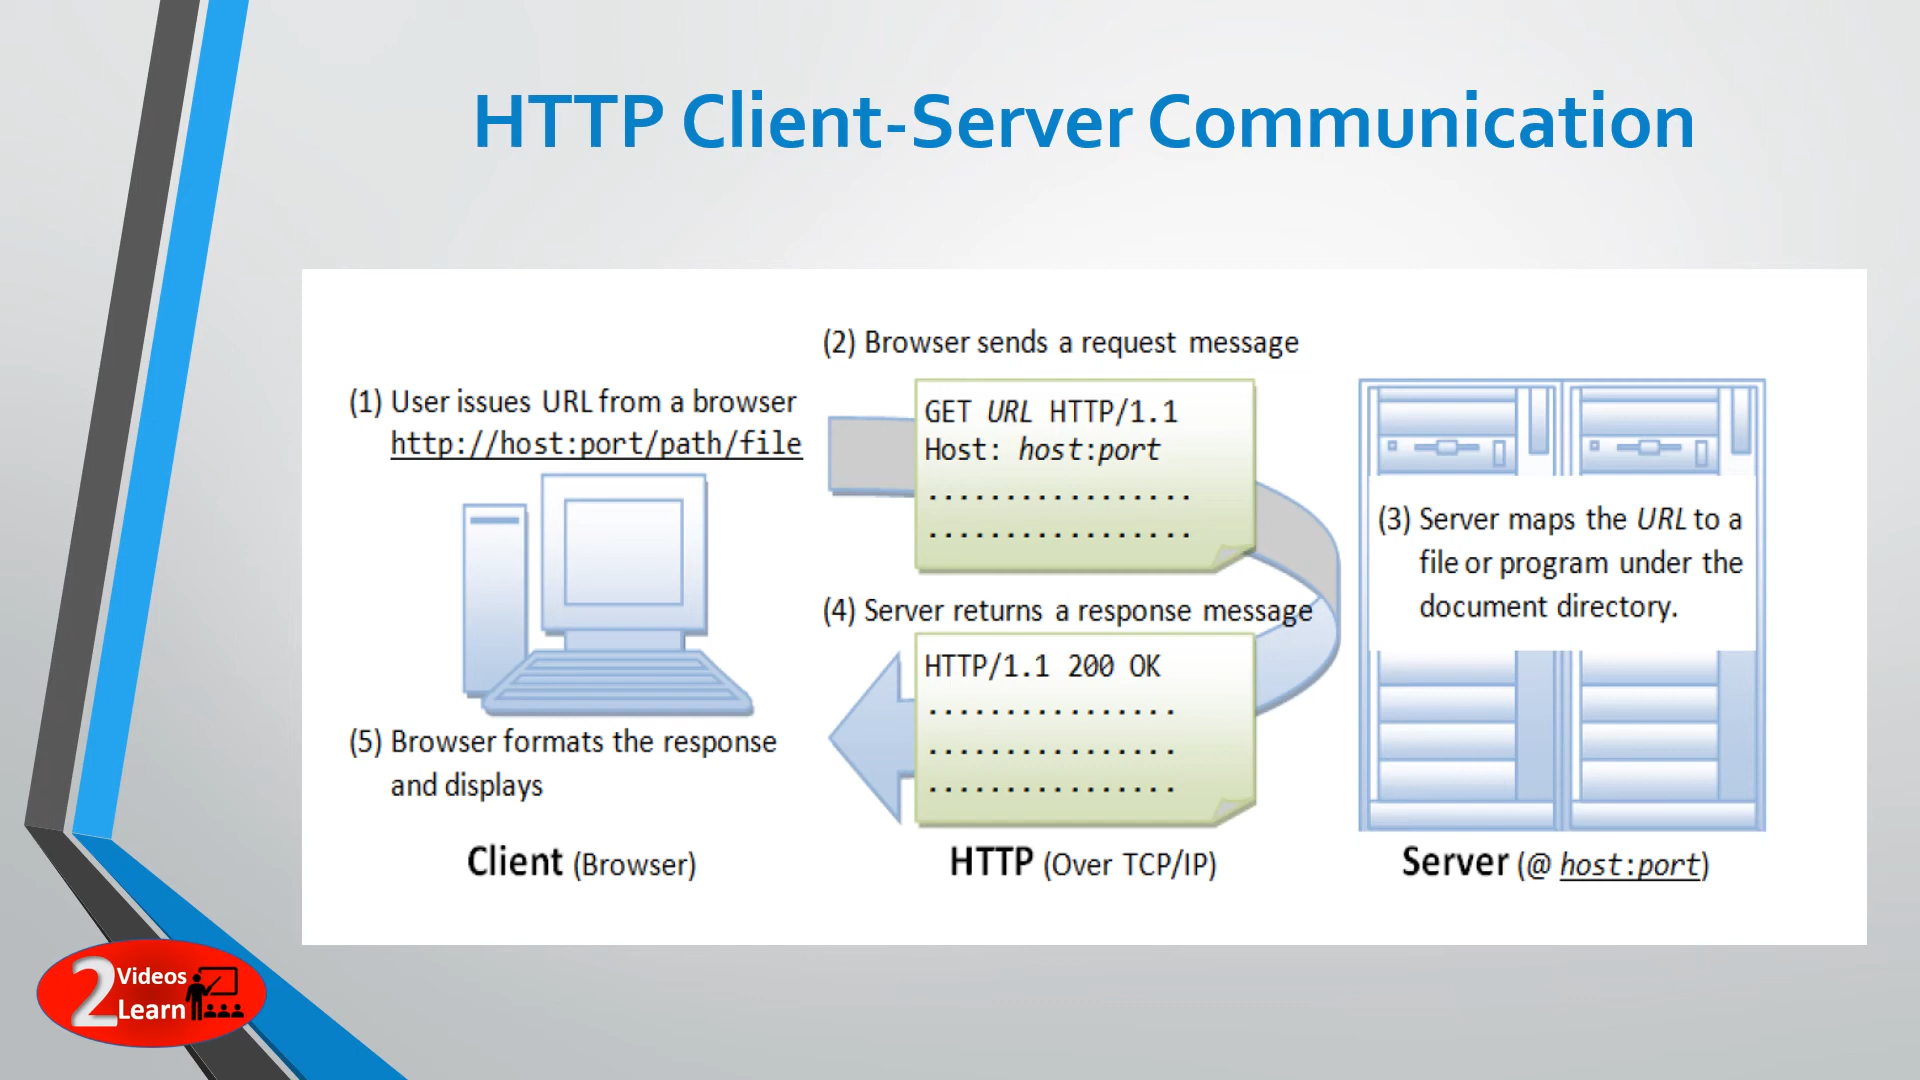 HTTP Client-Server Communication
(1) User issues URL from a browser
http://host:port/path/file
(2) Browser sends a request message
GET URL HTTP/1.1
Host: host:port
.................
.................
(3) Server maps the URL to a
file or program under the
document directory.
(4) Server returns a response message
HTTP/1.1 200 OK
................
................
................
(5) Browser formats the response
and displays
Client (Browser)
HTTP (Over TCP/IP)
Server (@ host:port)
2 Videos
Learn